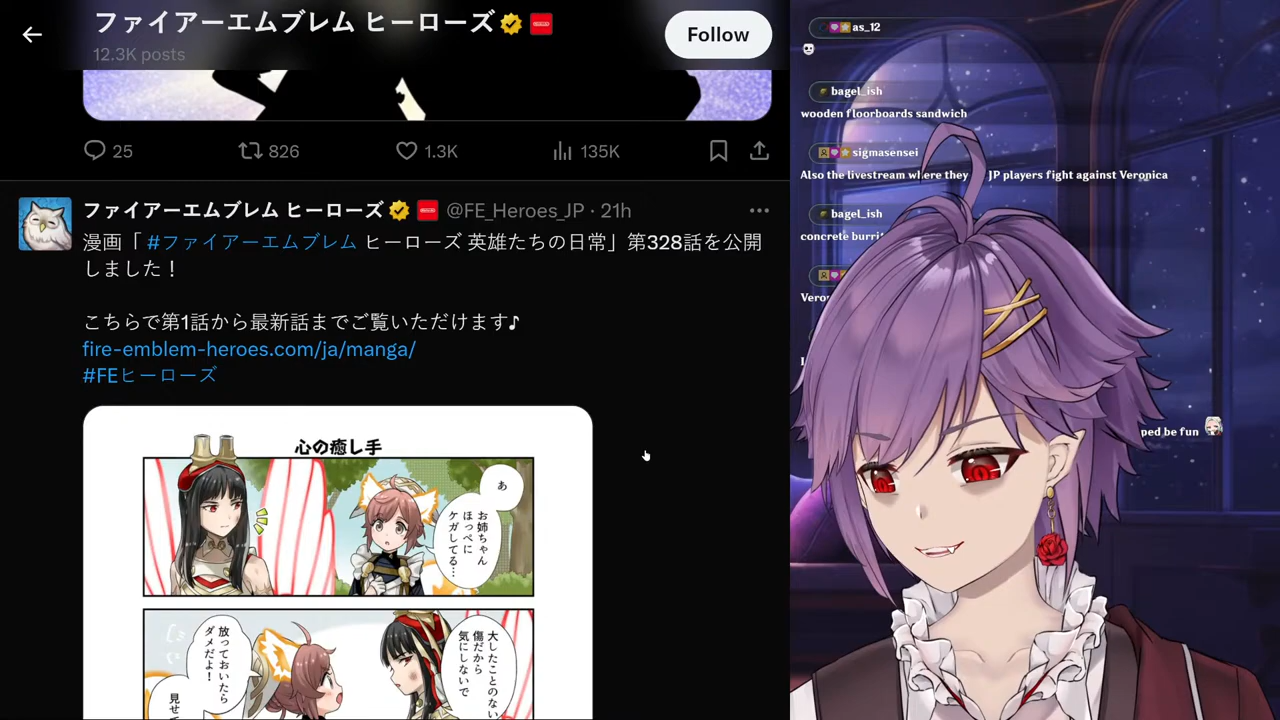 ファイアーエムブレム ヒーローズ
12.3K posts
Follow
25
826
1.3K
135K
ファイアーエムブレム ヒーローズ @FE_Heroes_JP · 21h
漫画「 #ファイアーエムブレム ヒーローズ 英雄たちの日常」第328話を公開
しました！
こちらで第1話から最新話までご覧いただけます♪
fire-emblem-heroes.com/ja/manga/
#FEヒーローズ
心の癒し手
あ
お姉ちゃん
ほっぺに
ケガしてる…
大したことのない
傷だから
気にしないで
放っておいたら
ダメだよ！
as_12
bagel_ish
wooden floorboards sandwich
sigmasensei
Also the livestream where they JP players fight against Veronica
bagel_ish
concrete
ped be fun